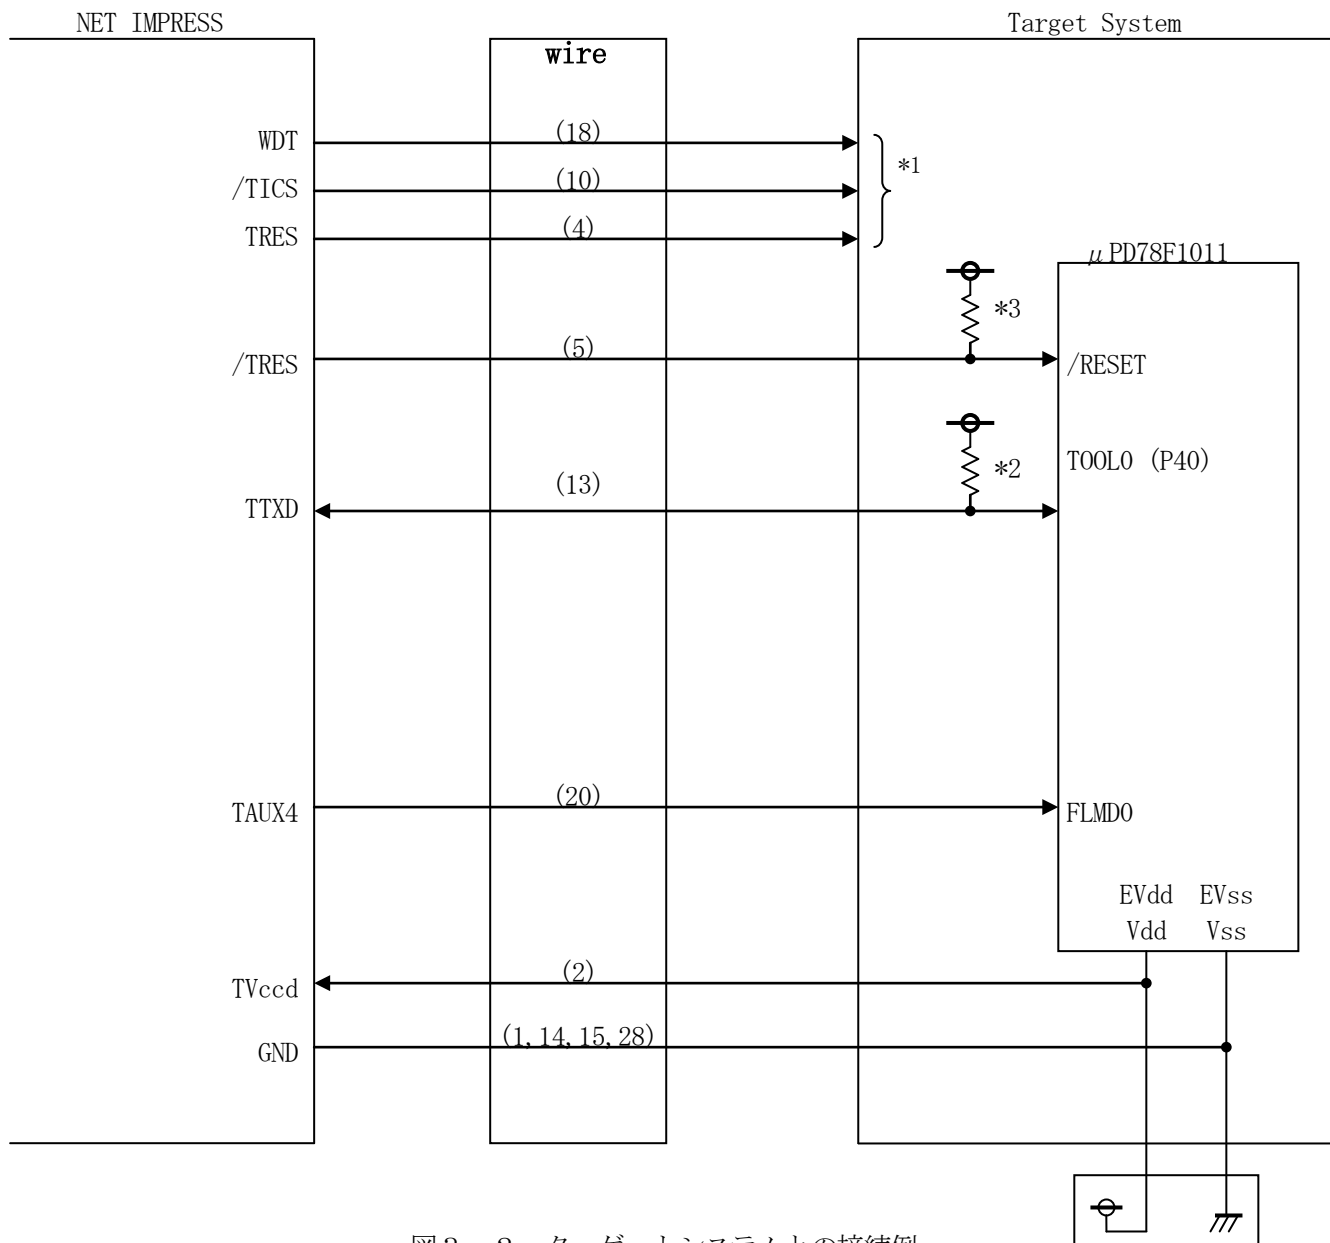 NET IMPRESS
Target System
wire
WDT
(18)
*1
/TICS
(10)
TRES
(4)
μPD78F1011
*3
/TRES
(5)
/RESET
*2
TOOL0 (P40)
TTXD
(13)
TAUX4
(20)
FLMD0
EVdd EVss
Vdd Vss
TVccd
(2)
GND
(1,14,15,28)